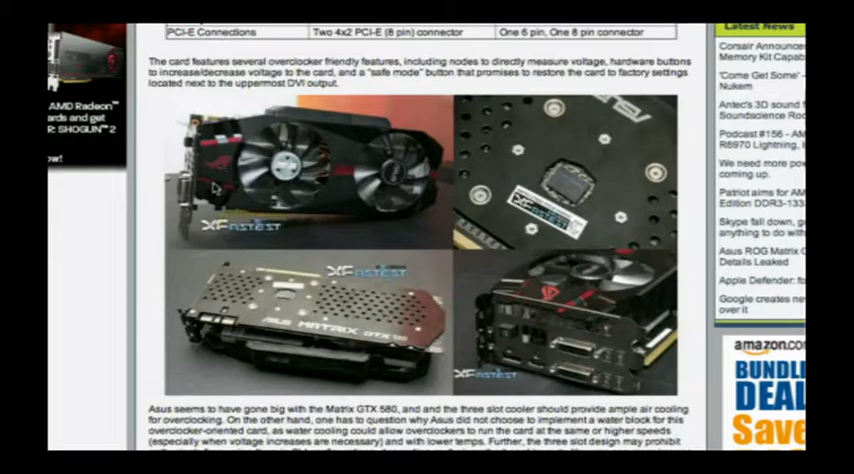 PCI-E Connections
Two 4x2 PCI-E (8 pin) connector
One 6 pin, One 8 pin connector
The card features several overclocker friendly features, including nodes to directly measure voltage, hardware buttons
to increase/decrease voltage to the card, and a "safe mode" button that promises to restore the card to factory settings
located next to the uppermost DVI output.
XFASTEST
ASUS
XFASTEST
XFASTEST
ASUS MATRIX GTX 580
XFASTEST
Asus seems to have gone big with the Matrix GTX 580, and and the three slot cooler should provide ample air cooling
for overclocking. On the other hand, one has to question why Asus did not choose to implement a water block for this
overclocker-oriented card, as water cooling could allow overclockers to run the card at the same or higher speeds
(especially when voltage increases are necessary) and with lower temps. Further, the three slot design may prohibit
AMD Radeon™
ards and get
R: SHOGUN™ 2
ow!
Latest News
Corsair Announce
Memory Kit Capab
'Come Get Some' -
Nukem
Antec's 3D sound f
Soundscience Roc
Podcast #156 - AM
R6970 Lightning, I
We need more pow
coming up.
Patriot aims for AM
Edition DDR3-133
Skype fall down, go
anything to do with
Asus ROG Matrix G
Details Leaked
Apple Defender: fo
Google creates ne
over it
amazon.co
BUNDL
DEAL
Save